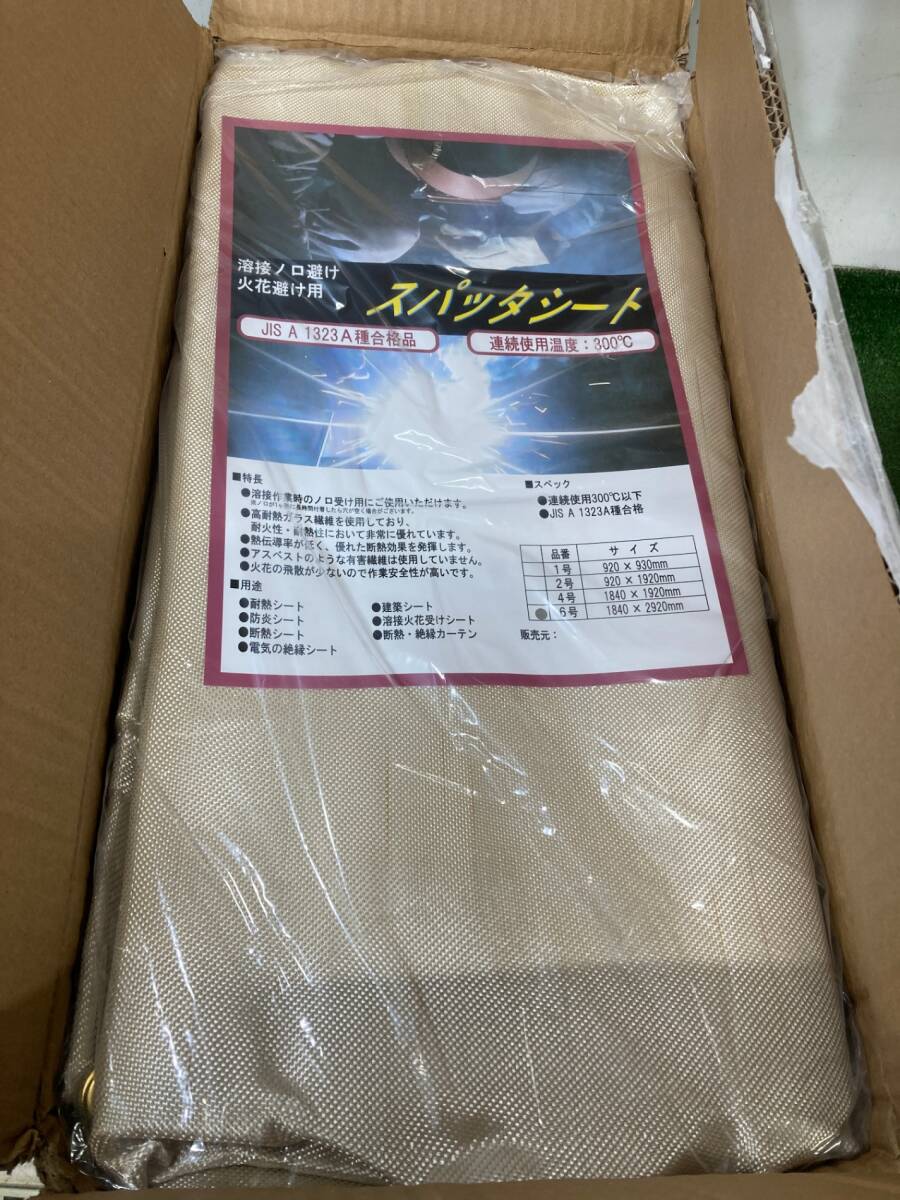 溶接ノロ避け
火花避け用
スパッタシート
JIS A 1323A種合格品
連続使用温度：300℃
■特長
●溶接作業時のノロ受け用にご使用いただけます。
●高耐熱ガラス繊維を使用しており、
耐火性・耐熱性において非常に優れています。
●熱伝導率が低く、優れた断熱効果を発揮します。
●アスベストのような有害繊維は使用していません。
●火花の飛散が少ないので作業安全性が高いです。
■用途
●耐熱シート
●防炎シート
●断熱シート
●電気の絶縁シート
●建築シート
●溶接火花受けシート
●断熱・絶縁カーテン
■スペック
●連続使用300℃以下
●JIS A 1323A種合格
品番 サイズ
1号 920 × 930mm
2号 920 × 1920mm
4号 1840 × 1920mm
6号 1840 × 2920mm
販売元：